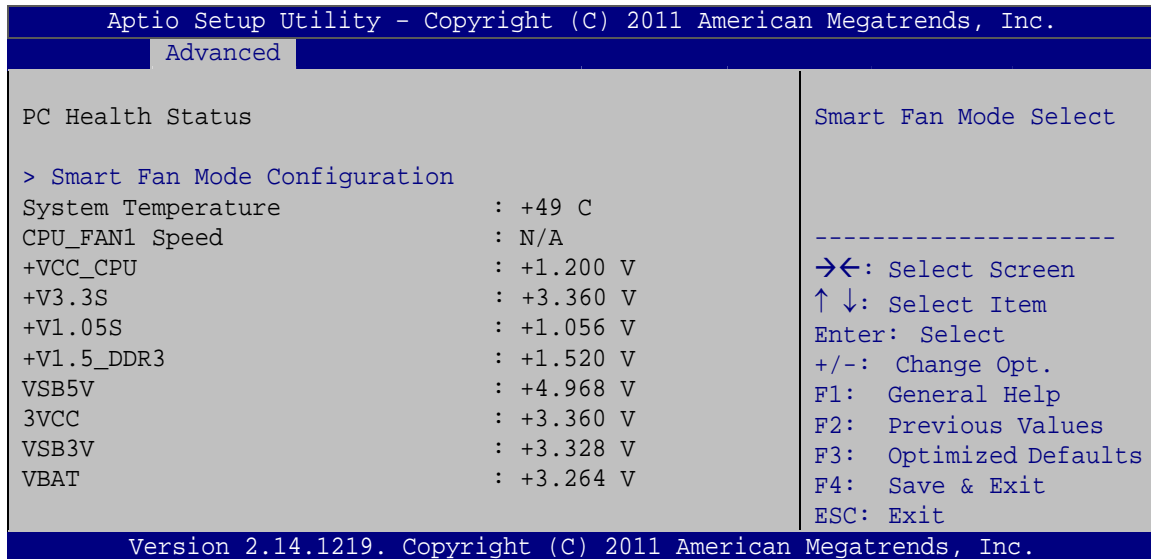 Aptio Setup Utility – Copyright (C) 2011 American Megatrends, Inc.
Advanced
PC Health Status
> Smart Fan Mode Configuration
System Temperature : +49 C
CPU_FAN1 Speed : N/A
+VCC_CPU : +1.200 V
+V3.3S : +3.360 V
+V1.05S : +1.056 V
+V1.5_DDR3 : +1.520 V
VSB5V : +4.968 V
3VCC : +3.360 V
VSB3V : +3.328 V
VBAT : +3.264 V
Smart Fan Mode Select
---------------------
→←: Select Screen
↑ ↓: Select Item
Enter: Select
+/-: Change Opt.
F1: General Help
F2: Previous Values
F3: Optimized Defaults
F4: Save & Exit
ESC: Exit
Version 2.14.1219. Copyright (C) 2011 American Megatrends, Inc.